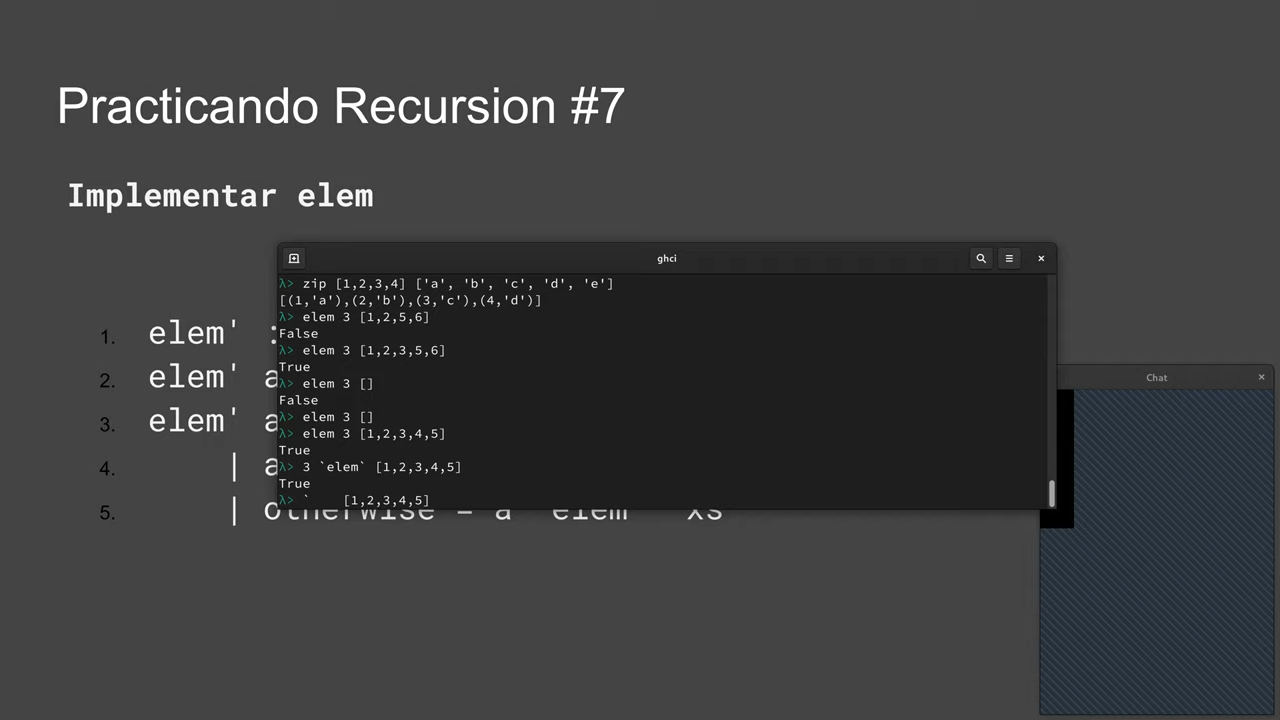 Practicando Recursion #7
Implementar elem
ghci
λ> zip [1,2,3,4] ['a', 'b', 'c', 'd', 'e']
[(1,'a'),(2,'b'),(3,'c'),(4,'d')]
λ> elem 3 [1,2,5,6]
False
λ> elem 3 [1,2,3,5,6]
True
λ> elem 3 []
False
λ> elem 3 []
λ> elem 3 [1,2,3,4,5]
True
λ> 3 `elem` [1,2,3,4,5]
True
λ> `    [1,2,3,4,5]
1. elem' :
2. elem' a
3. elem' a
4. | a
5. | otherwise = a `elem'` xs
Chat